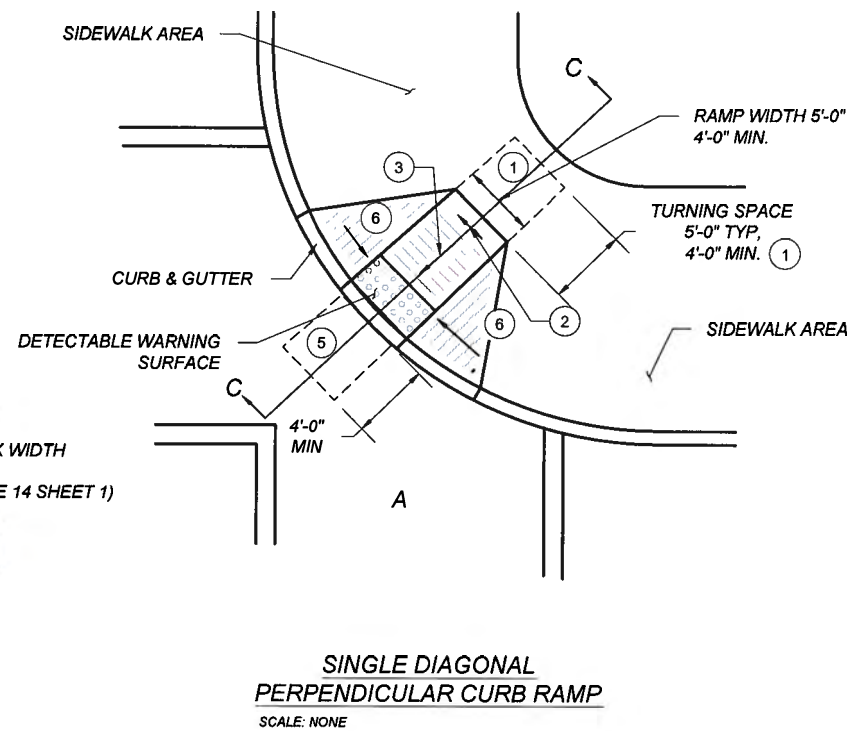 SIDEWALK AREA
C
RAMP WIDTH 5'-0"
4'-0" MIN.
3
1
TURNING SPACE
5'-0" TYP,
4'-0" MIN. 1
6
CURB & GUTTER
2
6
SIDEWALK AREA
DETECTABLE WARNING
SURFACE
5
C
4'-0"
MIN
WIDTH
E 14 SHEET 1)
A
SINGLE DIAGONAL
PERPENDICULAR CURB RAMP
SCALE: NONE